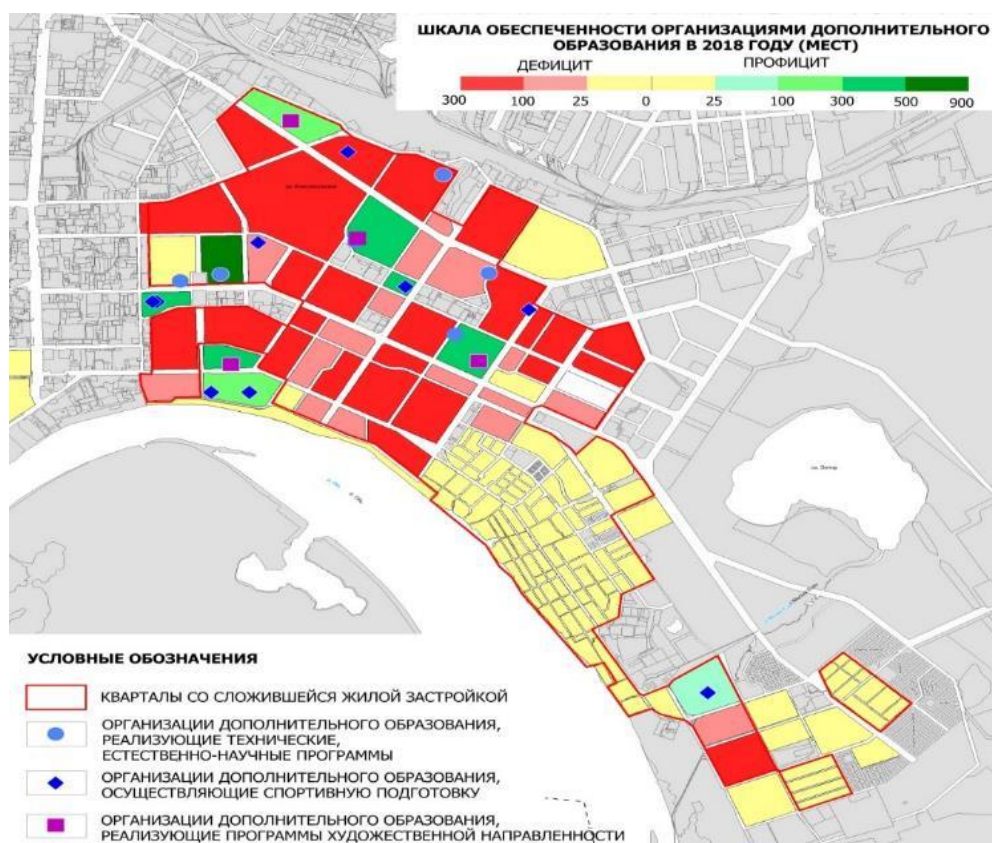 ШКАЛА ОБЕСПЕЧЕННОСТИ ОРГАНИЗАЦИЯМИ ДОПОЛНИТЕЛЬНОГО
ОБРАЗОВАНИЯ В 2018 ГОДУ (МЕСТ)
ДЕФИЦИТ ПРОФИЦИТ
300 100 25 0 25 100 300 500 900
УСЛОВНЫЕ ОБОЗНАЧЕНИЯ
КВАРТАЛЫ СО СЛОЖИВШЕЙСЯ ЖИЛОЙ ЗАСТРОЙКОЙ
ОРГАНИЗАЦИИ ДОПОЛНИТЕЛЬНОГО ОБРАЗОВАНИЯ,
РЕАЛИЗУЮЩИЕ ТЕХНИЧЕСКИЕ,
ЕСТЕСТВЕННО-НАУЧНЫЕ ПРОГРАММЫ
ОРГАНИЗАЦИИ ДОПОЛНИТЕЛЬНОГО ОБРАЗОВАНИЯ,
ОСУЩЕСТВЛЯЮЩИЕ СПОРТИВНУЮ ПОДГОТОВКУ
ОРГАНИЗАЦИИ ДОПОЛНИТЕЛЬНОГО ОБРАЗОВАНИЯ,
РЕАЛИЗУЮЩИЕ ПРОГРАММЫ ХУДОЖЕСТВЕННОЙ НАПРАВЛЕННОСТИ